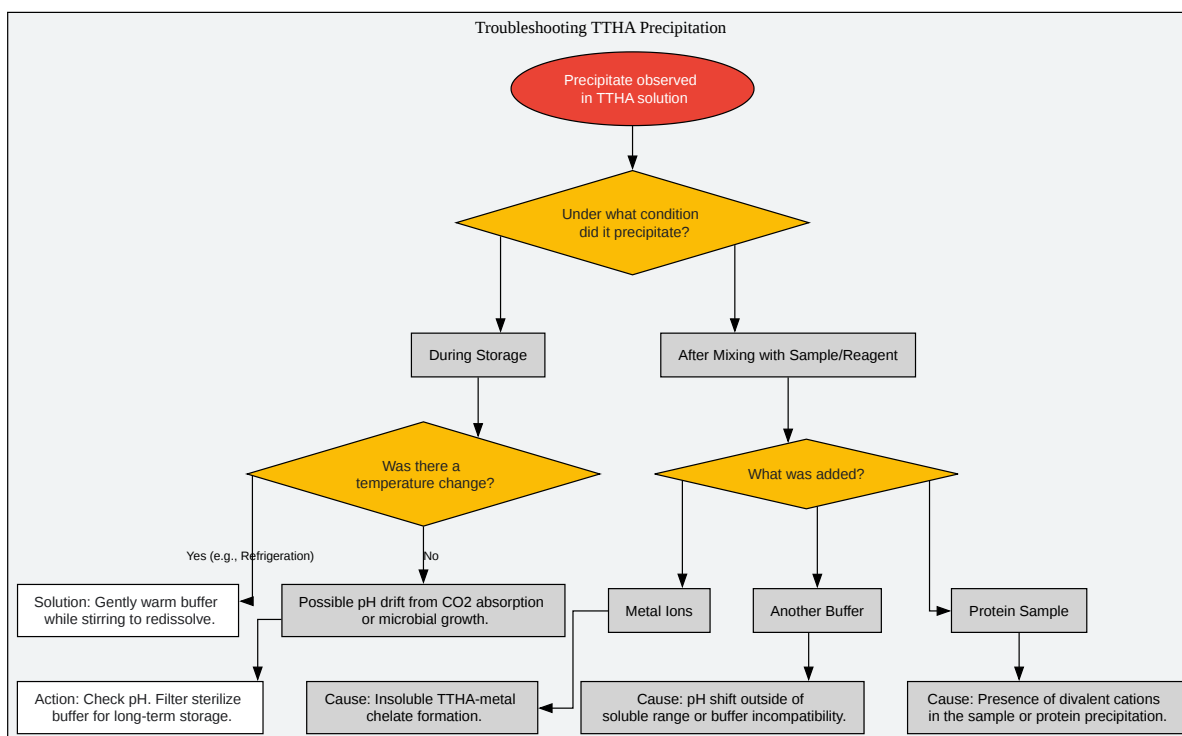 Troubleshooting TTHA Precipitation
Precipitate observed
in TTHA solution
Under what condition
did it precipitate?
During Storage
After Mixing with Sample/Reagent
Was there a
temperature change?
What was added?
Yes (e.g., Refrigeration)
No
Solution: Gently warm buffer
while stirring to redissolve.
Possible pH drift from CO2 absorption
or microbial growth.
Metal Ions
Another Buffer
Protein Sample
Action: Check pH. Filter sterilize
buffer for long-term storage.
Cause: Insoluble TTHA-metal
chelate formation.
Cause: pH shift outside of
soluble range or buffer incompatibility.
Cause: Presence of divalent cations
in the sample or protein precipitation.